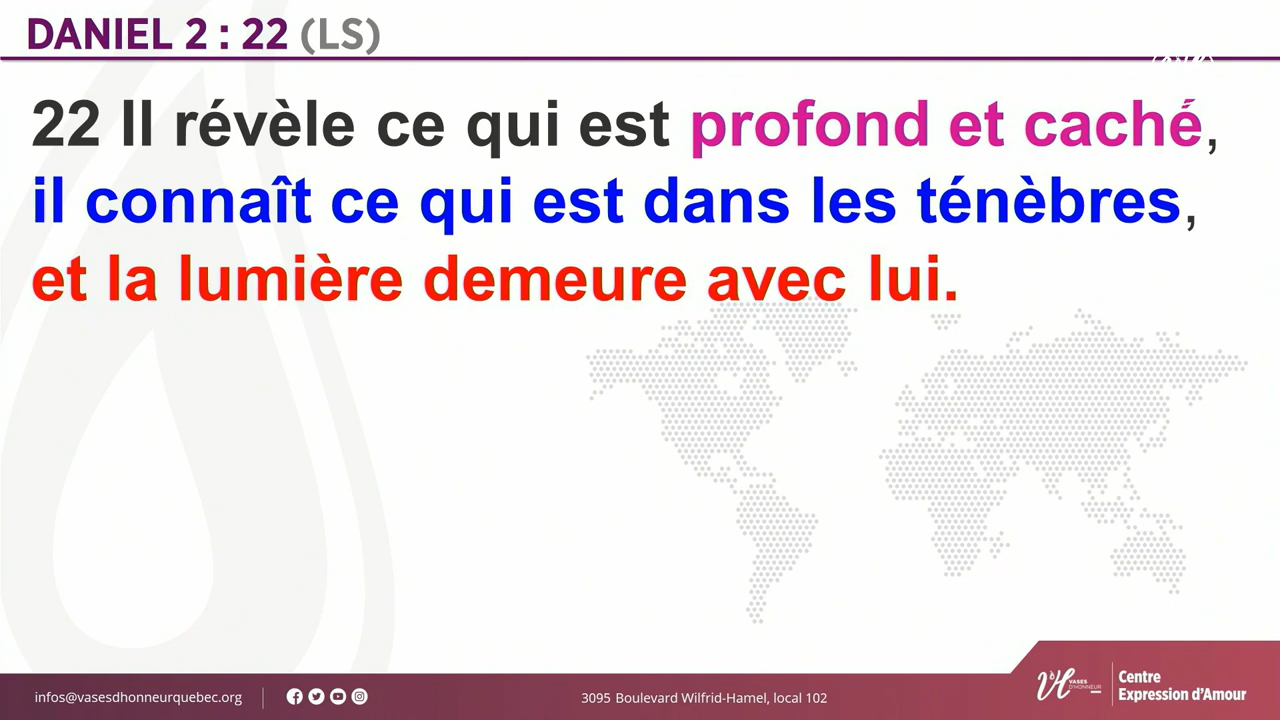 DANIEL 2 : 22 (LS)
22 Il révèle ce qui est profond et caché,
il connaît ce qui est dans les ténèbres,
et la lumière demeure avec lui.
infos@vasesdhonneurquebec.org
3095 Boulevard Wilfrid-Hamel, local 102
VASES
D'HONNEUR
Centre
Expression d'Amour